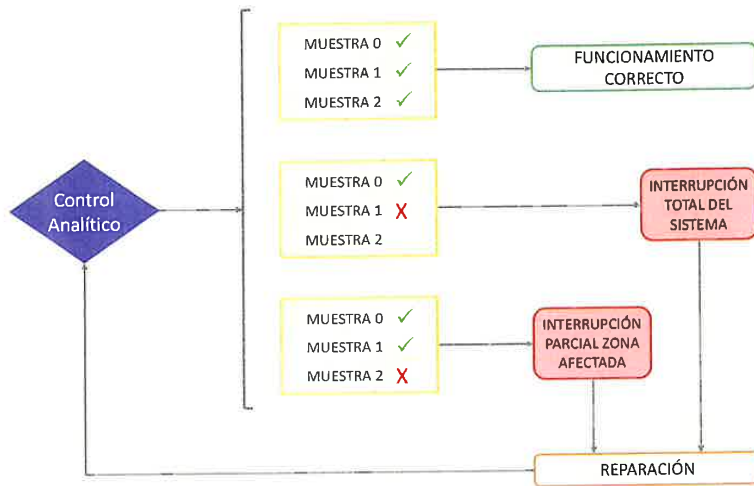 MUESTRA 0 ✓
MUESTRA 1 ✓
MUESTRA 2 ✓
FUNCIONAMIENTO
CORRECTO
Control
Analítico
MUESTRA 0 ✓
MUESTRA 1 X
MUESTRA 2
INTERRUPCIÓN
TOTAL DEL
SISTEMA
MUESTRA 0 ✓
MUESTRA 1 ✓
MUESTRA 2 X
INTERRUPCIÓN
PARCIAL ZONA
AFECTADA
REPARACIÓN